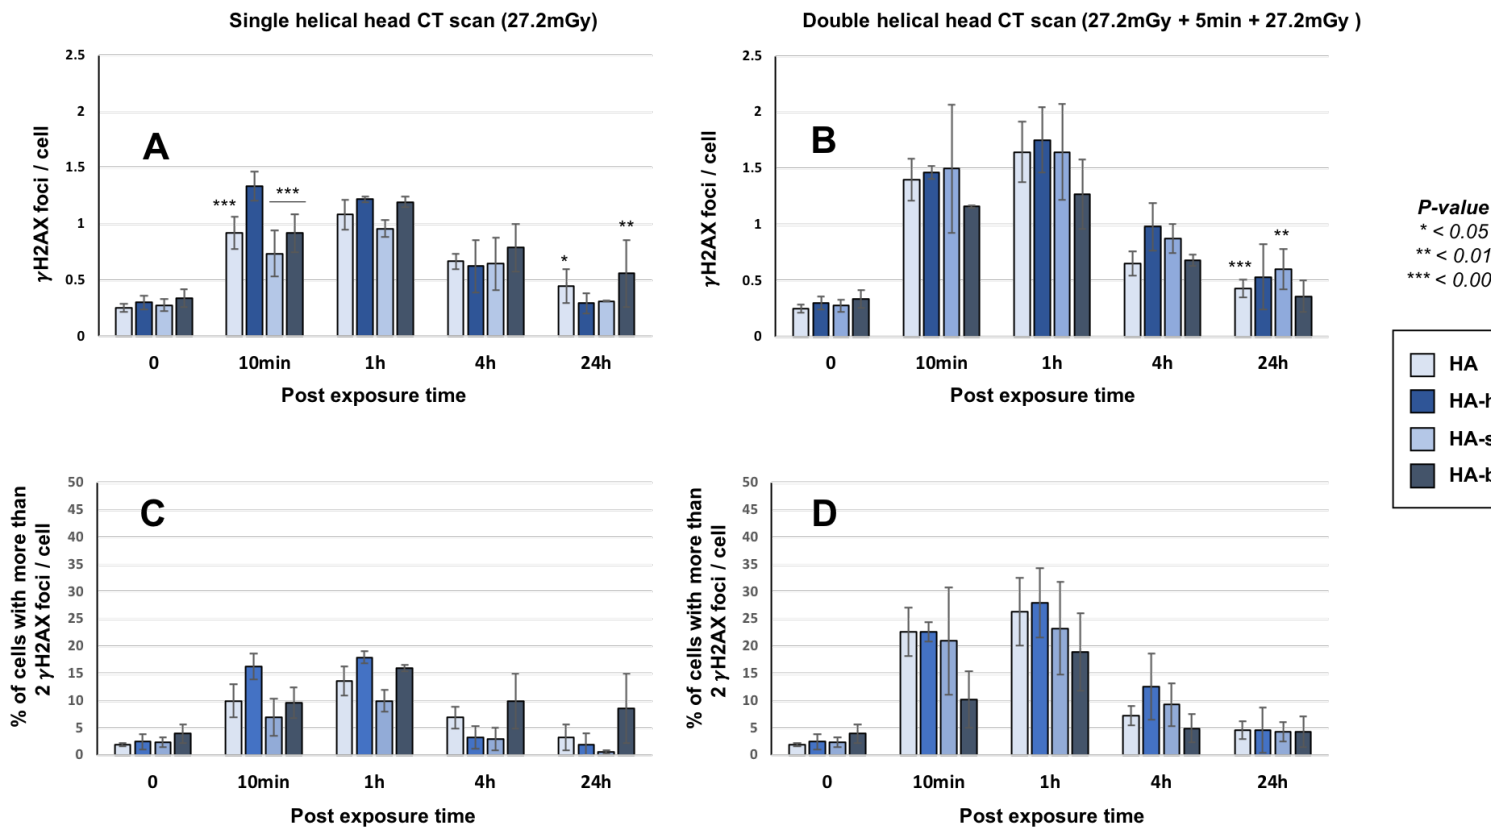 Single helical head CT scan (27.2mGy)
Double helical head CT scan (27.2mGy + 5min + 27.2mGy )
γH2AX foci / cell
2.5
2
1.5
1
0.5
0
A
***
***
*
**
0 10min 1h 4h 24h
Post exposure time
γH2AX foci / cell
2.5
2
1.5
1
0.5
0
B
***
**
0 10min 1h 4h 24h
Post exposure time
P-value
* < 0.05
** < 0.01
*** < 0.00
HA
HA-h
HA-s
HA-b
% of cells with more than
2 γH2AX foci / cell
50
45
40
35
30
25
20
15
10
5
0
C
0 10min 1h 4h 24h
Post exposure time
% of cells with more than
2 γH2AX foci / cell
50
45
40
35
30
25
20
15
10
5
0
D
0 10min 1h 4h 24h
Post exposure time